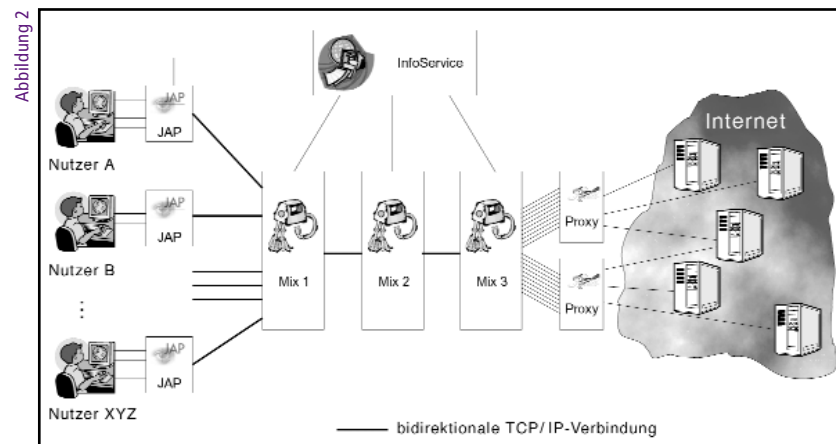 Abbildung 2
InfoService
JAP
JAP
Nutzer A
JAP
JAP
Nutzer B
JAP
JAP
Nutzer XYZ
Mix 1
Mix 2
Mix 3
Proxy
Proxy
Internet
bidirektionale TCP/IP-Verbindung